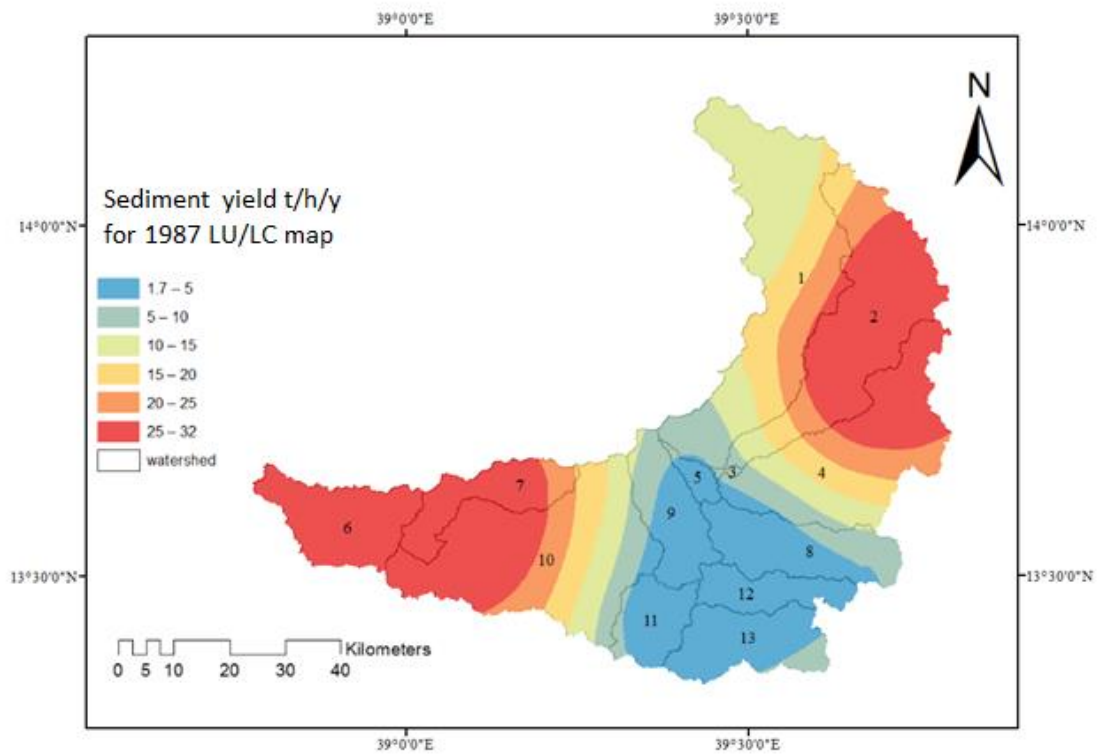 39°0'0"E 39°30'0"E
N
Sediment yield t/h/y
for 1987 LU/LC map
14°0'0"N 14°0'0"N
1.7 – 5
5 – 10
10 – 15
15 – 20
20 – 25
25 – 32
watershed
1
2
3
4
5
6
7
8
9
10
11
12
13
13°30'0"N 13°30'0"N
Kilometers
0 5 10 20 30 40
39°0'0"E 39°30'0"E